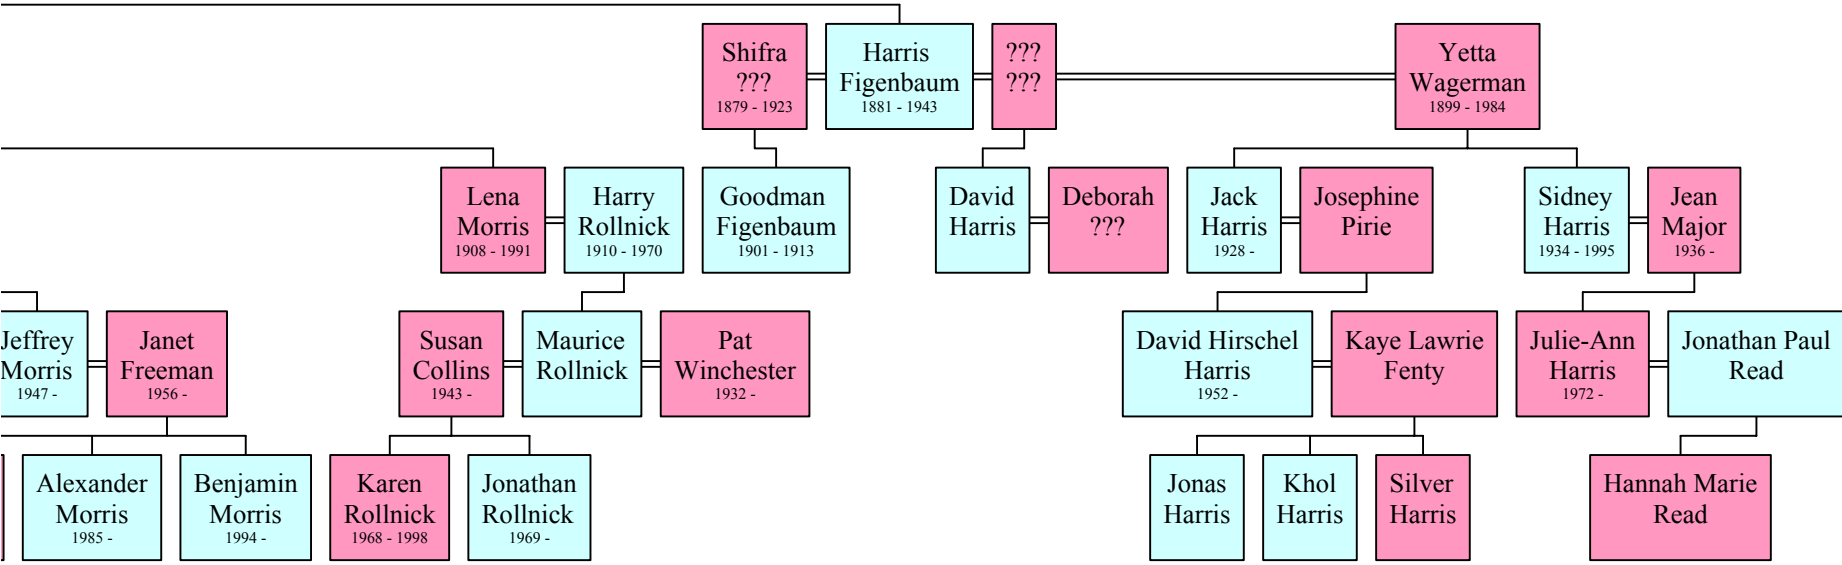 Shifra
???
1879 - 1923
Harris
Figenbaum
1881 - 1943
???
???
Yetta
Wagerman
1899 - 1984
Lena
Morris
1908 - 1991
Harry
Rollnick
1910 - 1970
Goodman
Figenbaum
1901 - 1913
David
Harris
Deborah
???
Jack
Harris
1928 -
Josephine
Pirie
Sidney
Harris
1934 - 1995
Jean
Major
1936 -
Jeffrey
Morris
1947 -
Janet
Freeman
1956 -
Susan
Collins
1943 -
Maurice
Rollnick
Pat
Winchester
1932 -
David Hirschel
Harris
1952 -
Kaye Lawrie
Fenty
Julie-Ann
Harris
1972 -
Jonathan Paul
Read
Alexander
Morris
1985 -
Benjamin
Morris
1994 -
Karen
Rollnick
1968 - 1998
Jonathan
Rollnick
1969 -
Jonas
Harris
Khol
Harris
Silver
Harris
Hannah Marie
Read